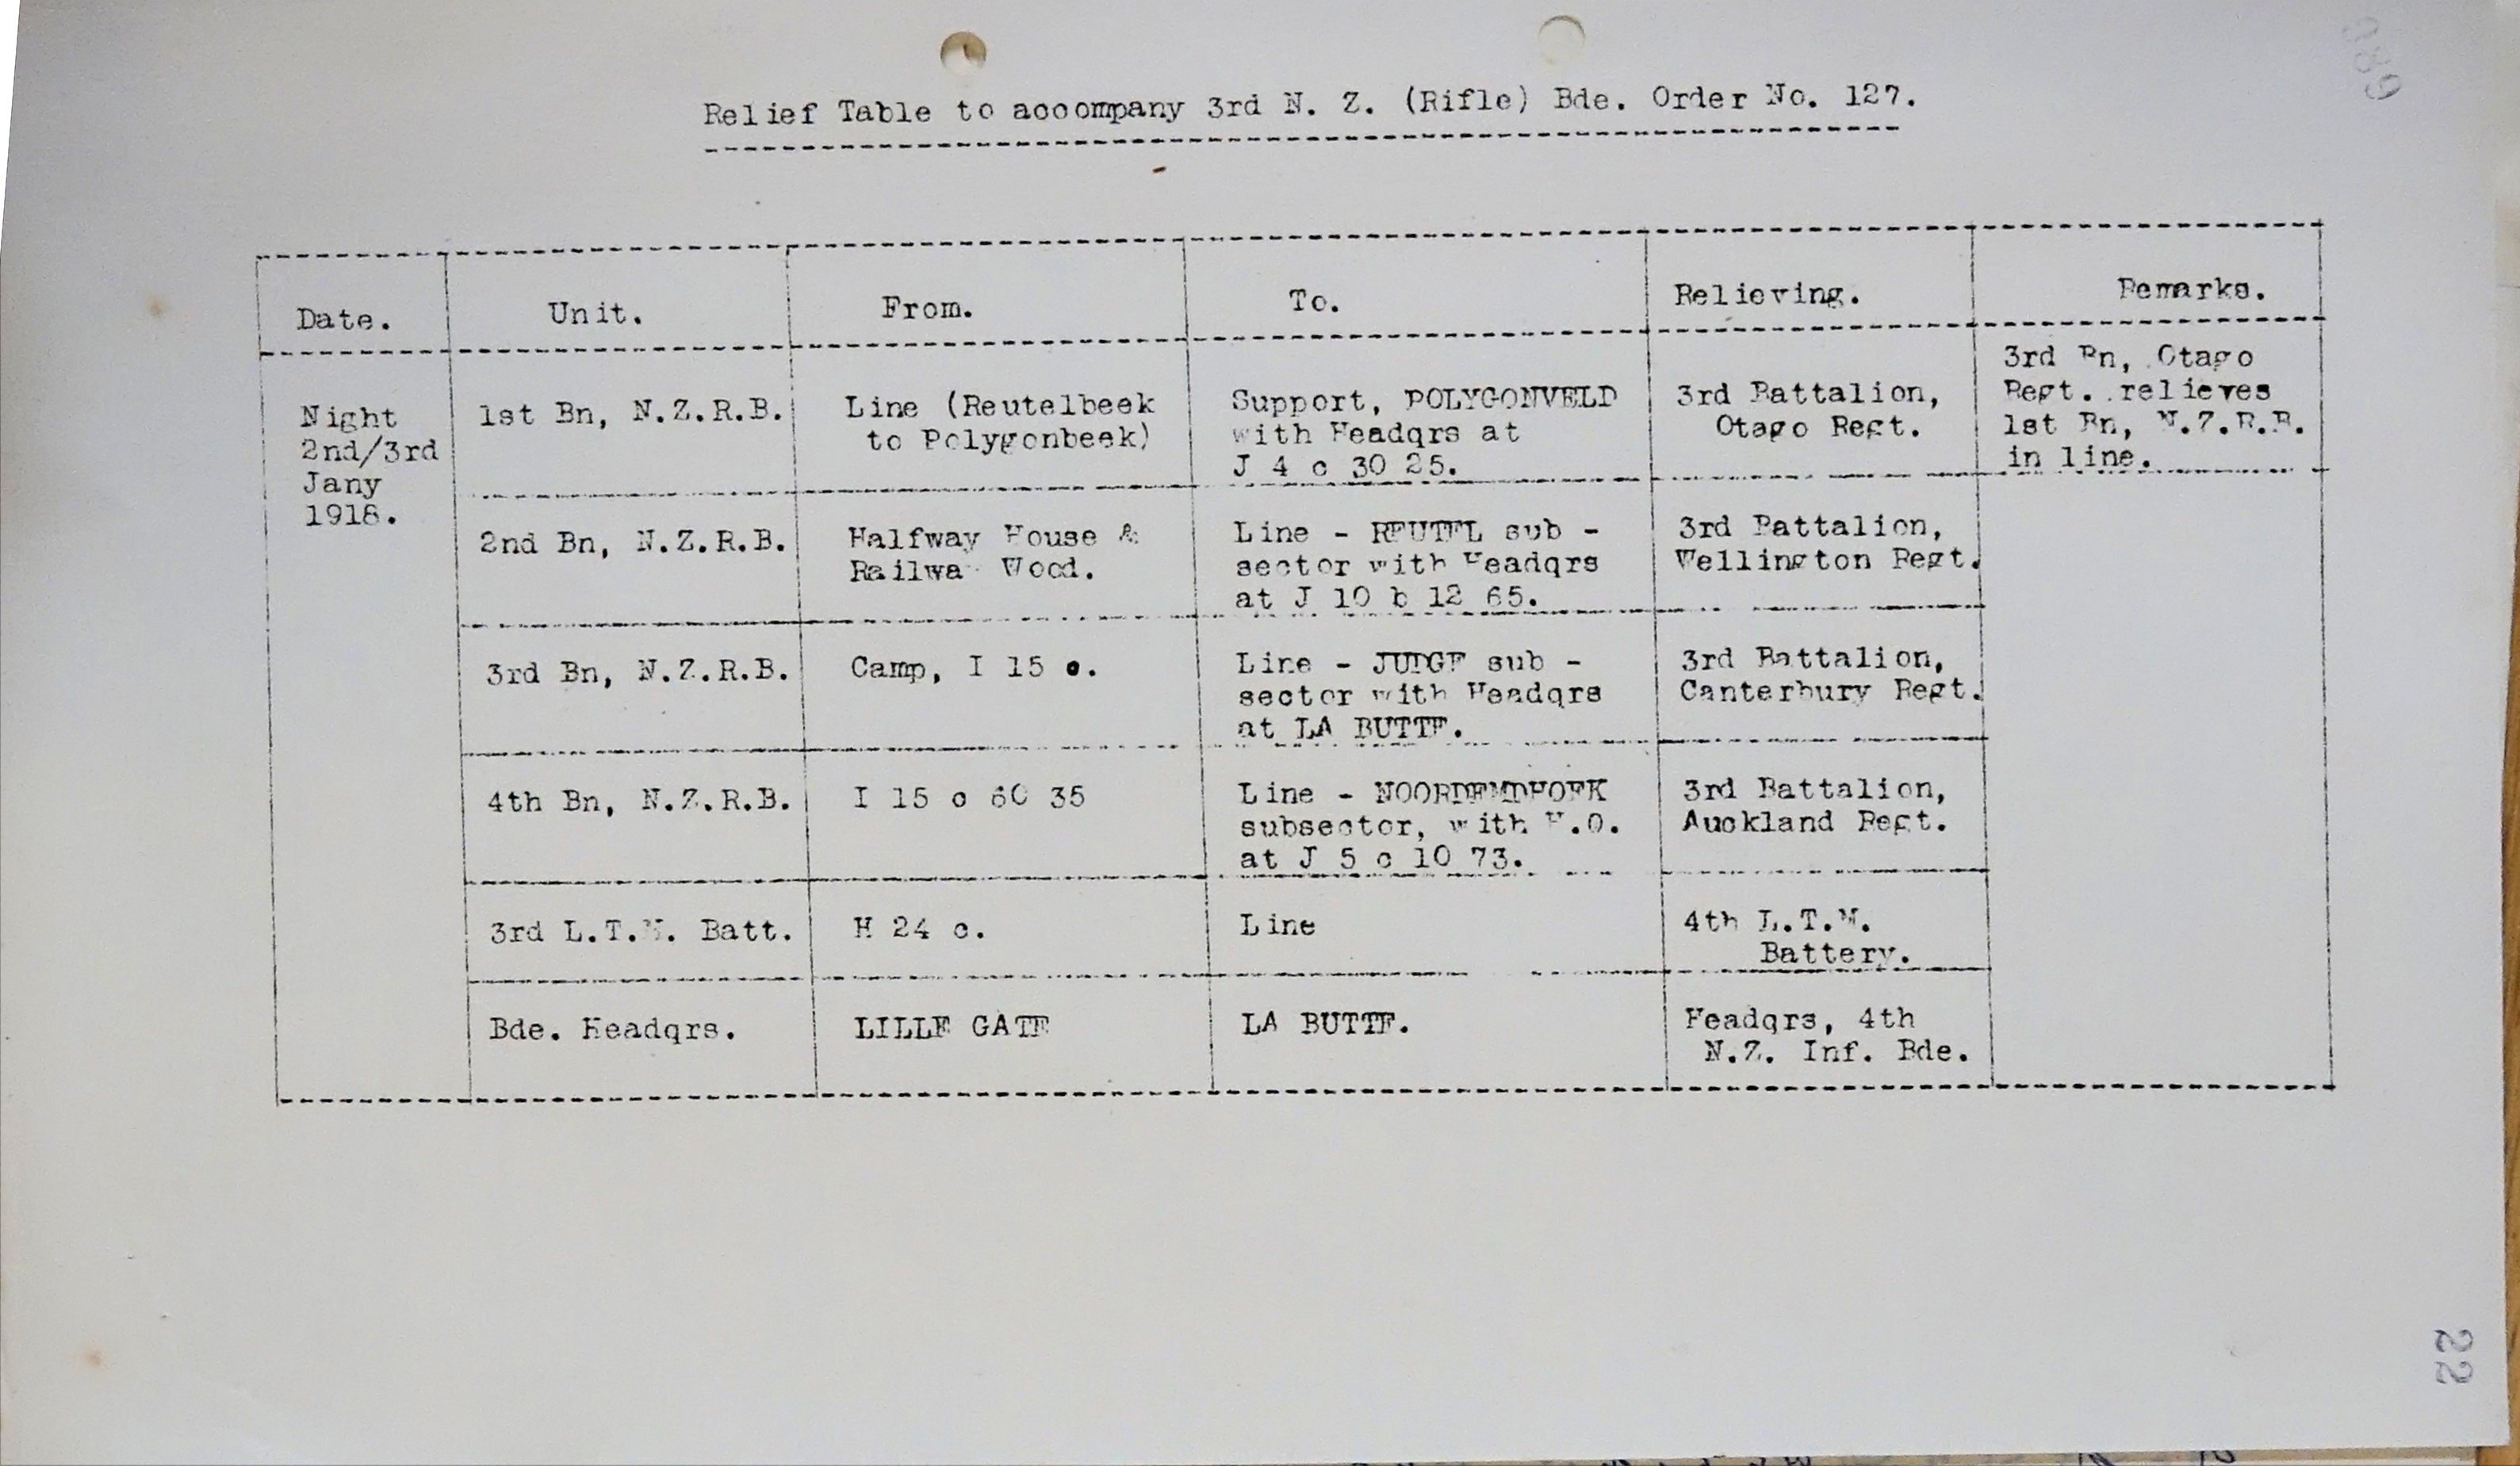 089
Relief Table to accompany 3rd N. Z. (Rifle) Bde. Order No. 127.
Date. Unit. From. To. Relieving. Remarks.
Night
2nd/3rd
Jany
1918.
1st Bn, N.Z.R.B.
Line (Reutelbeek
to Polygonbeek)
Support, POLYGONVELD
with Headqrs at
J 4 c 30 25.
3rd Battalion,
Otago Regt.
3rd Bn, Otago
Regt. relieves
1st Bn, N.Z.R.B.
in line.
2nd Bn, N.Z.R.B.
Halfway House &
Railwa Wood.
Line - REUTEL sub -
sector with Headqrs
at J 10 b 12 65.
3rd Battalion,
Wellington Regt.
3rd Bn, N.Z.R.B.
Camp, I 15 c.
Line - JUDGE sub -
sector with Headqrs
at LA BUTTE.
3rd Battalion,
Canterbury Regt.
4th Bn, N.Z.R.B.
I 15 c 60 35
Line - NOORDEMDHOEK
subsector, with H.Q.
at J 5 c 10 73.
3rd Battalion,
Auckland Regt.
3rd L.T.M. Batt.
H 24 c.
Line
4th L.T.M.
Battery.
Bde. Headqrs.
LILLE GATE
LA BUTTE.
Headqrs, 4th
N.Z. Inf. Bde.
22